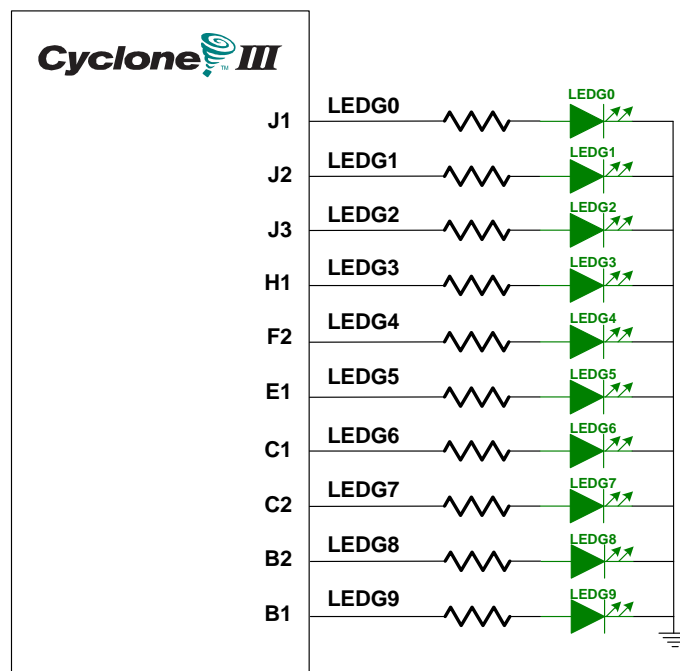 Cyclone III
TM
LEDG0
J1 LEDG0
LEDG1
J2 LEDG1
LEDG2
J3 LEDG2
LEDG3
H1 LEDG3
LEDG4
F2 LEDG4
LEDG5
E1 LEDG5
LEDG6
C1 LEDG6
LEDG7
C2 LEDG7
LEDG8
B2 LEDG8
LEDG9
B1 LEDG9